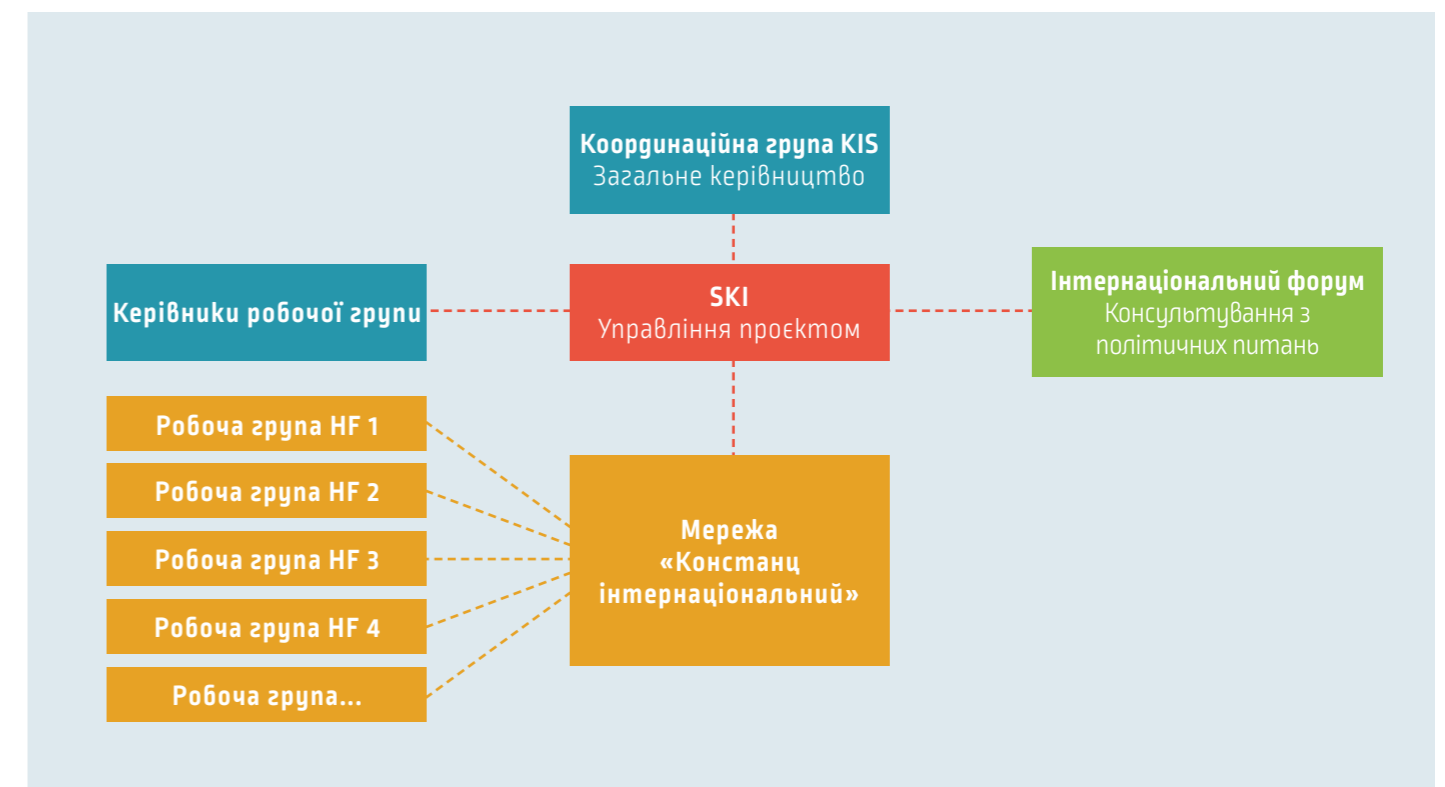 Координаційна група KIS
Загальне керівництво
Керівники робочої групи
SKI
Управління проєктом
Інтернаціональний форум
Консультування з
політичних питань
Робоча група HF 1
Робоча група HF 2
Робоча група HF 3
Робоча група HF 4
Робоча група...
Мережа
«Констанц
інтернаціональний»